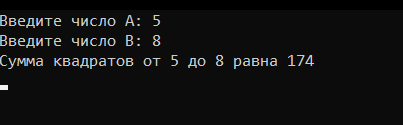 Введите число A: 5
Введите число B: 8
Сумма квадратов от 5 до 8 равна 174